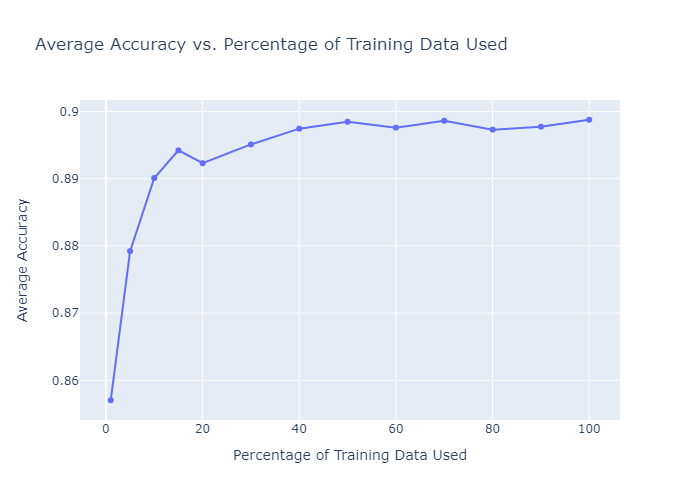 Average Accuracy vs. Percentage of Training Data Used
0.9
0.89
0.88
0.87
0.86
Average Accuracy
0 20 40 60 80 100
Percentage of Training Data Used